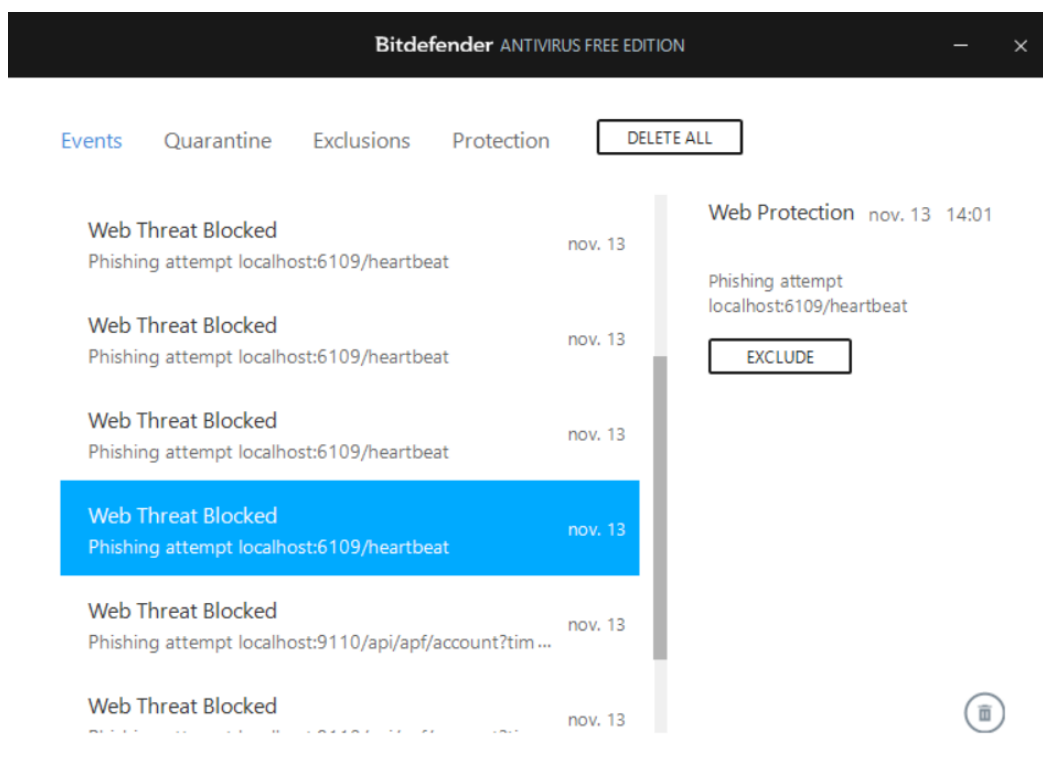 Bitdefender ANTIVIRUS FREE EDITION
Events Quarantine Exclusions Protection DELETE ALL
Web Threat Blocked
Phishing attempt localhost:6109/heartbeat
nov. 13
Web Threat Blocked
Phishing attempt localhost:6109/heartbeat
nov. 13
Web Threat Blocked
Phishing attempt localhost:6109/heartbeat
nov. 13
Web Threat Blocked
Phishing attempt localhost:6109/heartbeat
nov. 13
Web Threat Blocked
Phishing attempt localhost:9110/api/apf/account?tim ...
nov. 13
Web Threat Blocked
nov. 13
Web Protection nov. 13 14:01
Phishing attempt
localhost:6109/heartbeat
EXCLUDE